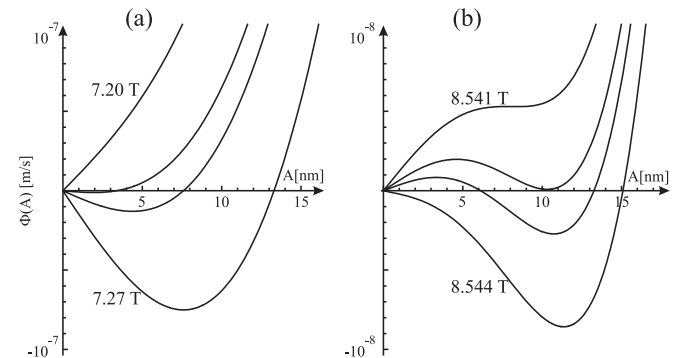 (a)
10-7
7.20 T
Φ(A) [m/s]
A[nm]
5
10
15
7.27 T
-10-7
(b)
10-8
8.541 T
A[nm]
5
10
15
8.544 T
-10-8